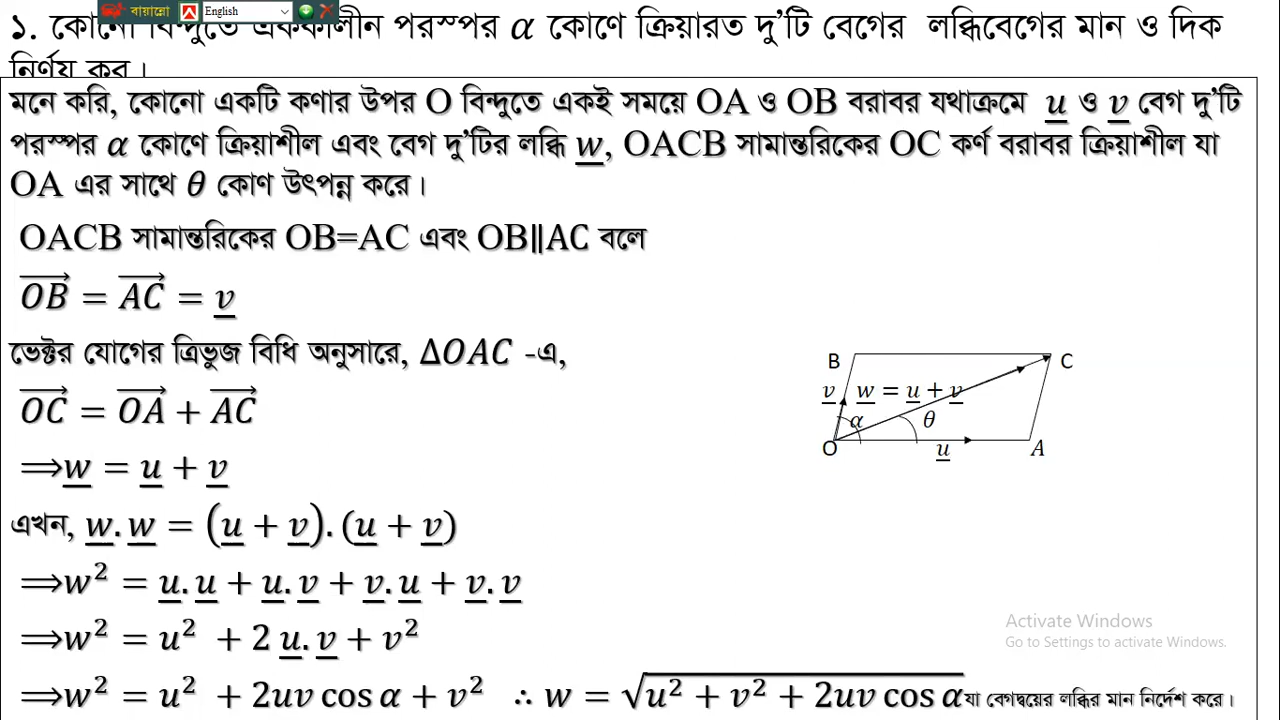 বায়ান্নো English
১. কোনো বিন্দুতে এককালীন পরস্পর α কোণে ক্রিয়ারত দু’টি বেগের লব্ধিবেগের মান ও দিক
নির্ণয় কর।
মনে করি, কোনো একটি কণার উপর O বিন্দুতে একই সময়ে OA ও OB বরাবর যথাক্রমে u ও v বেগ দু’টি
পরস্পর α কোণে ক্রিয়াশীল এবং বেগ দু’টির লব্ধি w, OACB সামান্তরিকের OC কর্ণ বরাবর ক্রিয়াশীল যা
OA এর সাথে θ কোণ উৎপন্ন করে।
OACB সামান্তরিকের OB=AC এবং OB∥AC বলে
OB⃗ = AC⃗ = v
ভেক্টর যোগের ত্রিভুজ বিধি অনুসারে, ΔOAC -এ,
OC⃗ = OA⃗ + AC⃗
⟹w = u + v
এখন, w.w = (u + v).(u + v)
⟹w² = u.u + u.v + v.u + v.v
⟹w² = u² + 2 u.v + v²
⟹w² = u² + 2uv cos α + v² ∴ w = √(u² + v² + 2uv cos α) যা বেগদ্বয়ের লব্ধির মান নির্দেশ করে।
B C
v w = u + v
α θ
O u A
Activate Windows
Go to Settings to activate Windows.